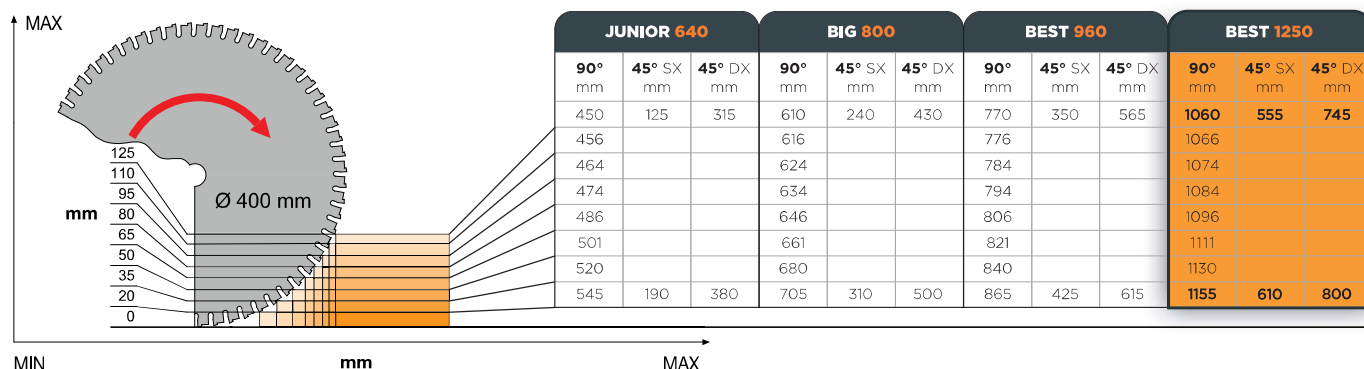 MAX
125
110
95
80
65
50
35
20
0
mm
Ø 400 mm
MIN mm MAX
JUNIOR 640 BIG 800 BEST 960 BEST 1250
90° 45° SX 45° DX 90° 45° SX 45° DX 90° 45° SX 45° DX 90° 45° SX 45° DX
mm mm mm mm mm mm mm mm mm mm mm mm
450 125 315 610 240 430 770 350 565 1060 555 745
456 616 776 1066
464 624 784 1074
474 634 794 1084
486 646 806 1096
501 661 821 1111
520 680 840 1130
545 190 380 705 310 500 865 425 615 1155 610 800